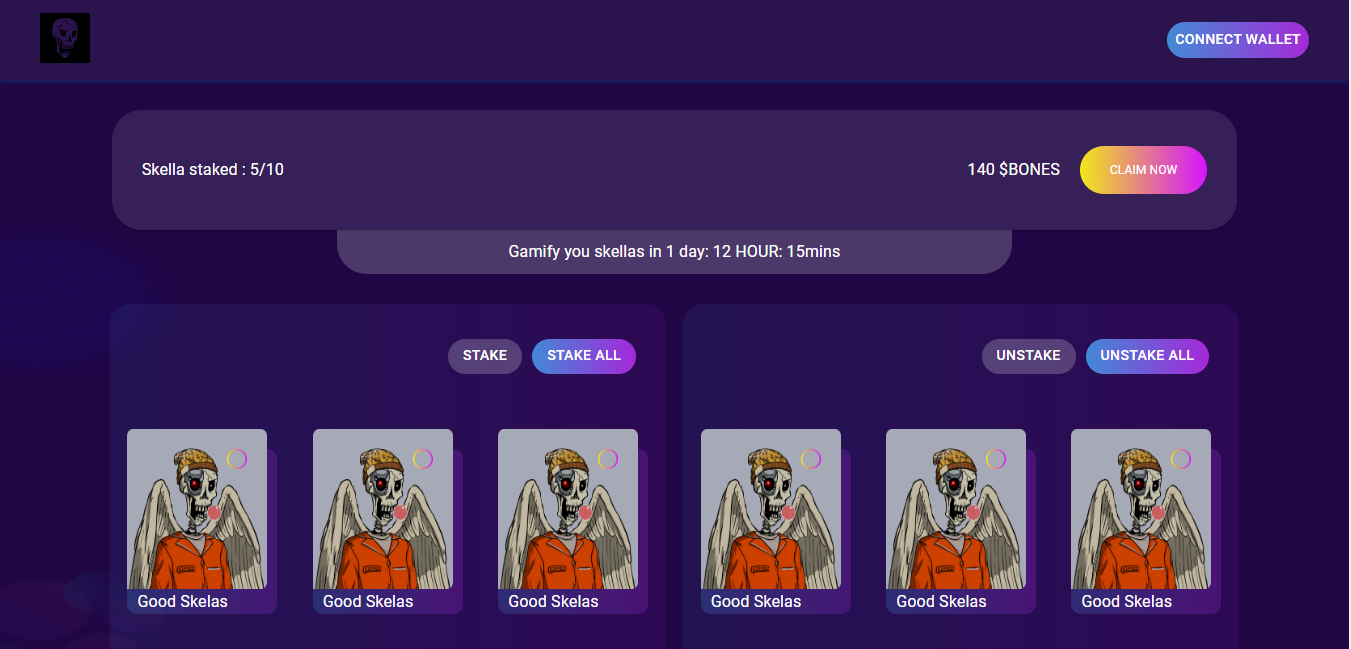 CONNECT WALLET
Skella staked : 5/10
140 $BONES
CLAIM NOW
Gamify you skellas in 1 day: 12 HOUR: 15mins
STAKE
STAKE ALL
UNSTAKE
UNSTAKE ALL
Good Skelas
Good Skelas
Good Skelas
Good Skelas
Good Skelas
Good Skelas